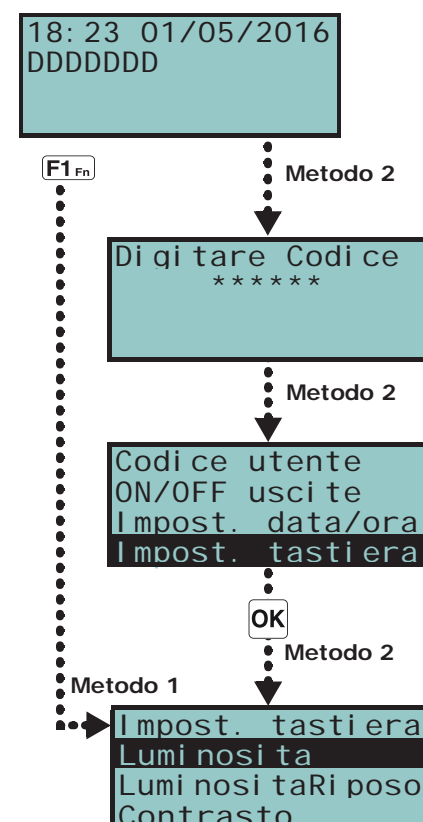 18:23 01/05/2016
DDDDDDD
F1 Fn
Metodo 2
Digitare Codice
******
Metodo 2
Codice utente
ON/OFF uscite
Impost. data/ora
Impost. tastiera
OK
Metodo 2
Metodo 1
Impost. tastiera
Luminosita
LuminositaRiposo
Contrasto